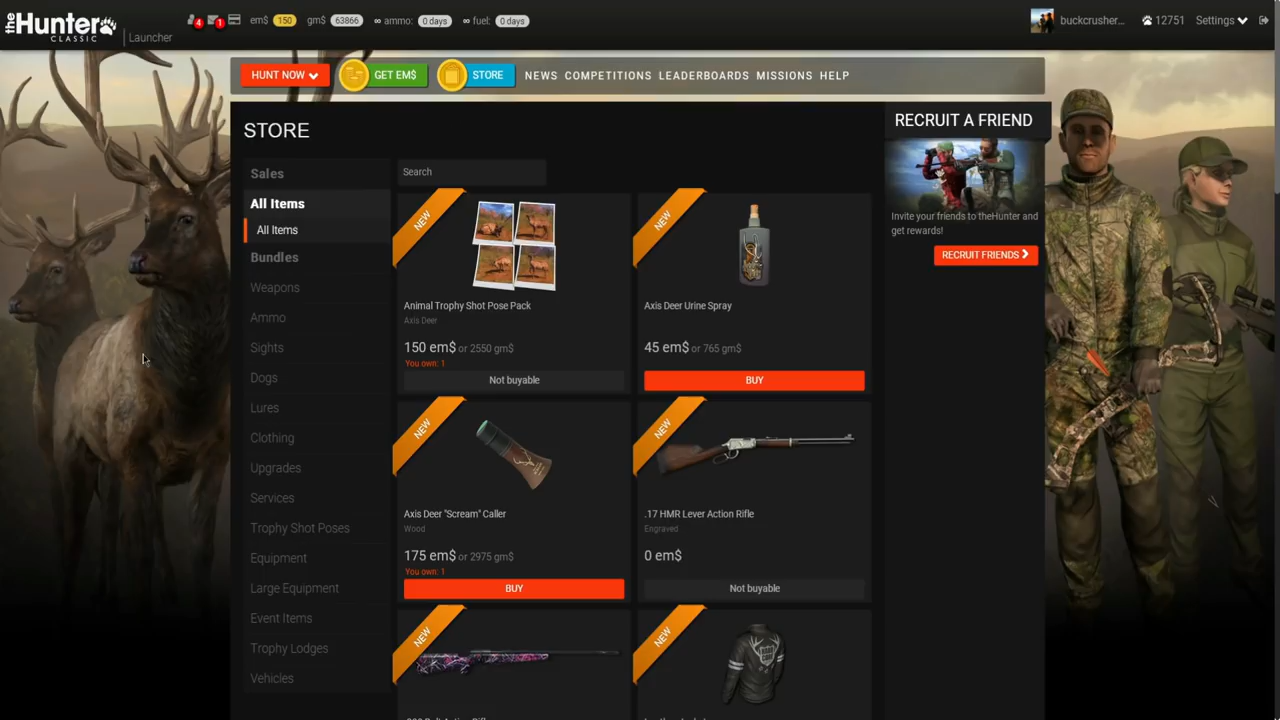 theHunter
CLASSIC
Launcher
4
1
em$ 150 gm$ 63866 ∞ ammo: 0 days ∞ fuel: 0 days
buckcrusher... 12751 Settings
HUNT NOW GET EM$ STORE NEWS COMPETITIONS LEADERBOARDS MISSIONS HELP
STORE
Sales
All Items
All Items
Bundles
Weapons
Ammo
Sights
Dogs
Lures
Clothing
Upgrades
Services
Trophy Shot Poses
Equipment
Large Equipment
Event Items
Trophy Lodges
Vehicles
Search
NEW
Animal Trophy Shot Pose Pack
Axis Deer
150 em$ or 2550 gm$
You own: 1
Not buyable
NEW
Axis Deer Urine Spray
45 em$ or 765 gm$
BUY
NEW
Axis Deer "Scream" Caller
Wood
175 em$ or 2975 gm$
You own: 1
BUY
NEW
.17 HMR Lever Action Rifle
Engraved
0 em$
Not buyable
NEW
NEW
RECRUIT A FRIEND
Invite your friends to theHunter and
get rewards!
RECRUIT FRIENDS